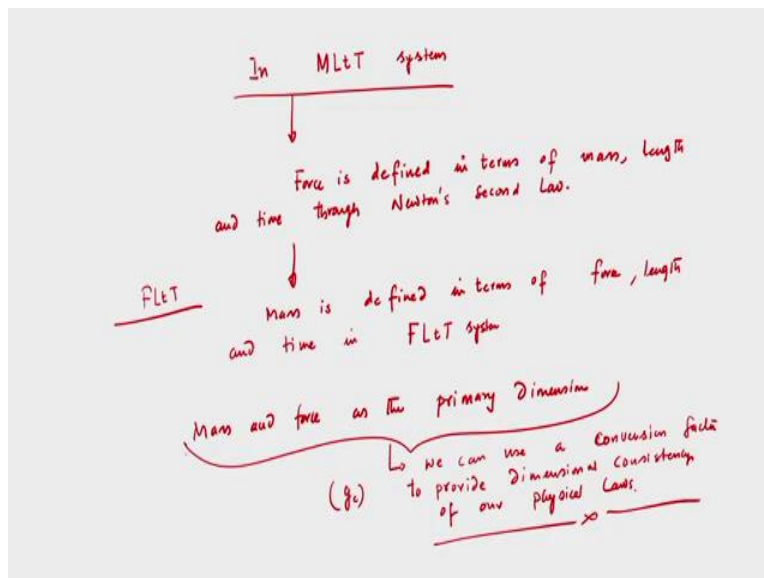 In MLtT system
Force is defined in terms of mass, length
and time through Newton's second Law.
FLtT
Mass is defined in terms of force, length
and time in FLtT system
Mass and force as the primary dimension
↳ we can use a conversion factor
(gc) to provide dimensional consistency
of our physical laws.